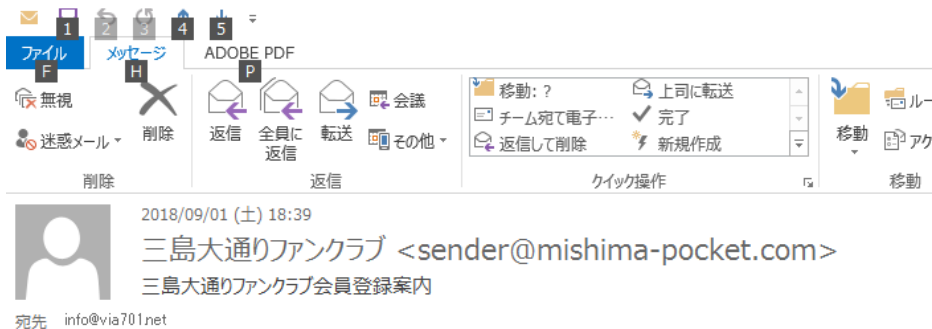 1 2 3 4 5
ファイル メッセージ ADOBE PDF
F H P
無視 削除 返信 全員に返信 転送 会議 移動: ? 上司に転送 移動 ルー
迷惑メール その他 チーム宛て電子… 完了 アク
返信して削除 新規作成
削除 返信 クイック操作 移動
2018/09/01 (土) 18:39
三島大通りファンクラブ <sender@mishima-pocket.com>
三島大通りファンクラブ会員登録案内
宛先 info@via701.net